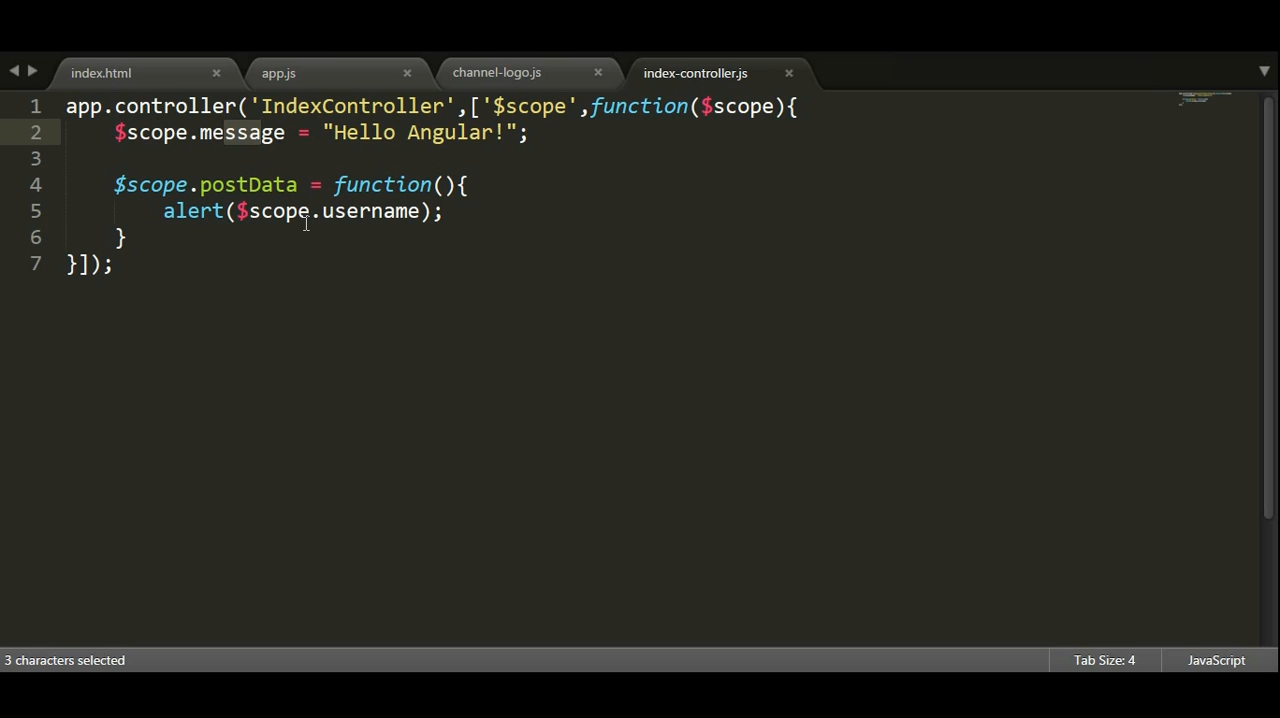 index.html
app.js
channel-logo.js
index-controller.js
1 app.controller('IndexController',['$scope',function($scope){
2 $scope.message = "Hello Angular!";
3
4 $scope.postData = function(){
5 alert($scope.username);
6 }
7 }]);
3 characters selected
Tab Size: 4
JavaScript